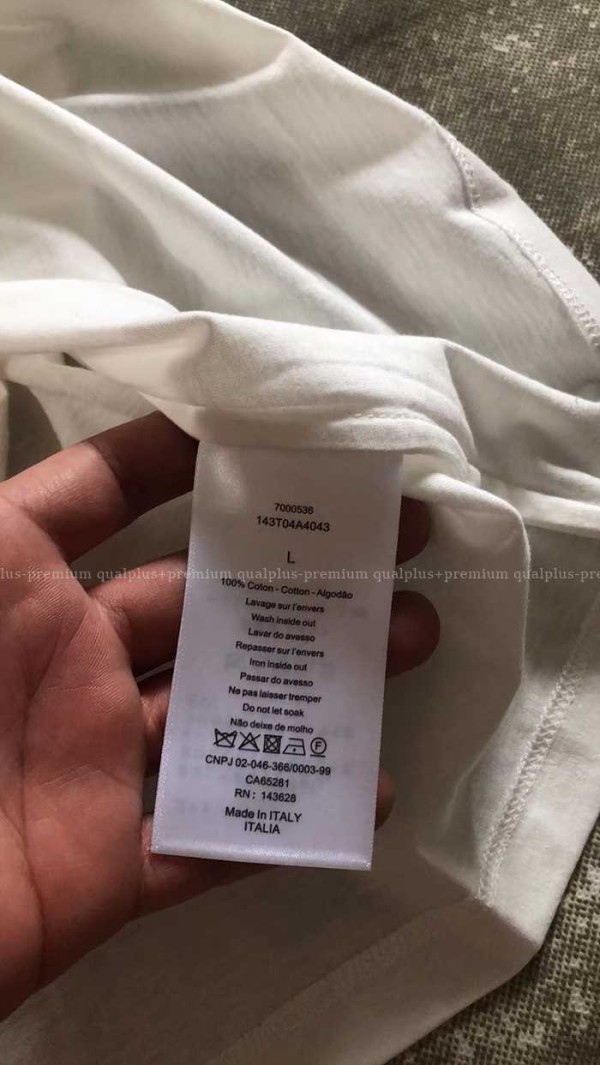 7000536
143T04A4043
L
lus-premium qualplus+premium qualplus-premium qualplus+premium qualplus-pre
100% Coton - Cotton - Algodão
Lavage sur l'envers
Wash inside out
Lavar do avesso
Repasser sur l'envers
Iron inside out
Passar do avesso
Ne pas laisser tremper
Do not let soak
Não deixe de molho
CNPJ 02-046-366/0003-99
CA65281
RN : 143628
Made In ITALY
ITALIA